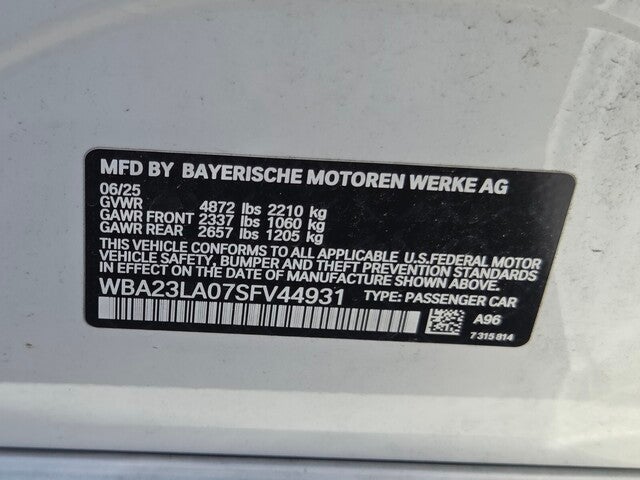 MFD BY BAYERISCHE MOTOREN WERKE AG
06/25
GVWR 4872 lbs 2210 kg
GAWR FRONT 2337 lbs 1060 kg
GAWR REAR 2657 lbs 1205 kg
THIS VEHICLE CONFORMS TO ALL APPLICABLE U.S.FEDERAL MOTOR
VEHICLE SAFETY, BUMPER AND THEFT PREVENTION STANDARDS IN
EFFECT ON THE DATE OF MANUFACTURE SHOWN ABOVE.
WBA23LA07SFV44931 TYPE: PASSENGER CAR
A96
7 315 814